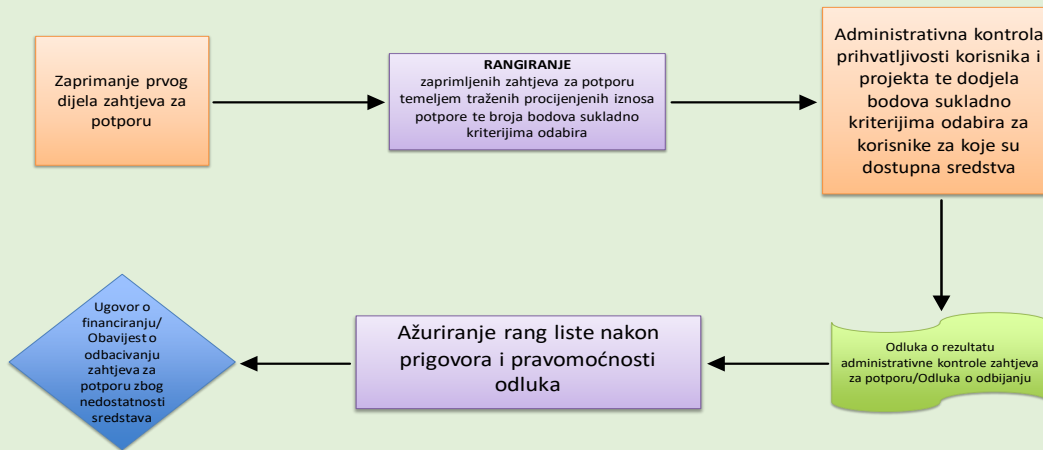 Zaprimanje prvog
dijela zahtjeva za
potporu
RANGIRANJE
zaprimljenih zahtjeva za potporu
temeljem traženih procijenjenih iznosa
potpore te broja bodova sukladno
kriterijima odabira
Administrativna kontrola
prihvatljivosti korisnika i
projekta te dodjela
bodova sukladno
kriterijima odabira za
korisnike za koje su
dostupna sredstva
Odluka o rezultatu
administrativne kontrole zahtjeva
za potporu/Odluka o odbijanju
Ažuriranje rang liste nakon
prigovora i pravomoćnosti
odluka
Ugovor o
financiranju/
Obavijest o
odbacivanju
zahtjeva za
potporu zbog
nedostatnosti
sredstava